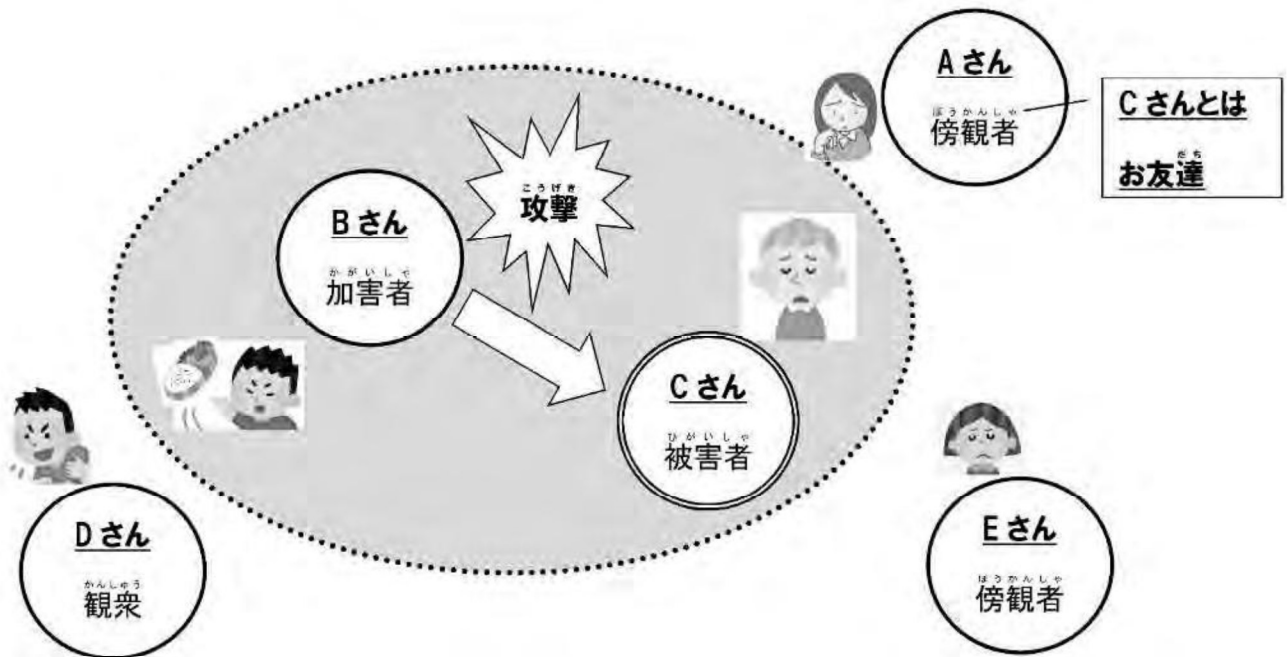 Aさん
ぼうかんしゃ
傍観者
Cさんとは
だち
お友達
こうげき
攻撃
Bさん
かがいしゃ
加害者
Cさん
ひがいしゃ
被害者
Dさん
かんしゅう
観衆
Eさん
ぼうかんしゃ
傍観者